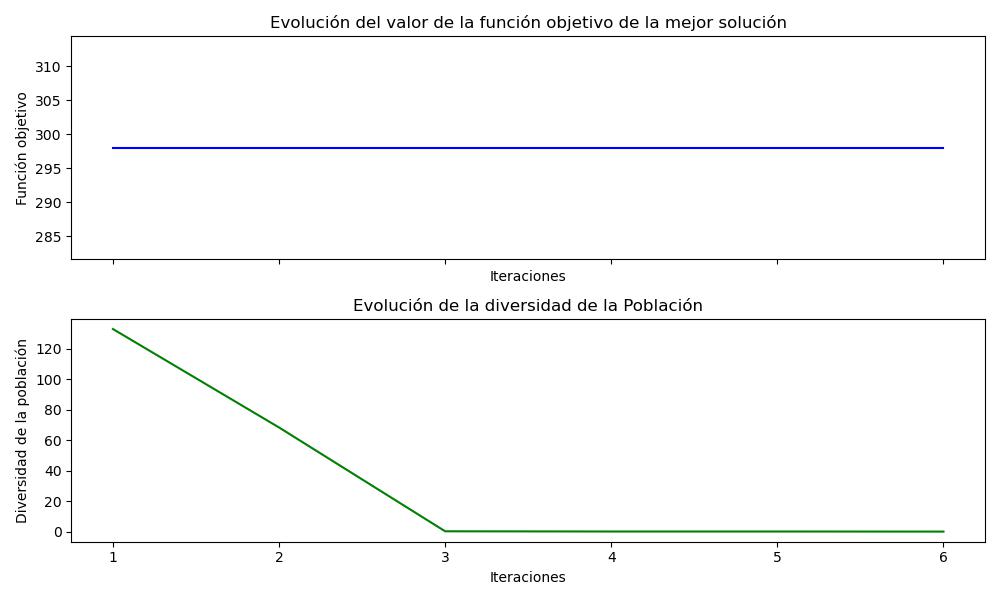 Evolución del valor de la función objetivo de la mejor solución
Función objetivo
310
305
300
295
290
285
Iteraciones
Evolución de la diversidad de la Población
Diversidad de la población
120
100
80
60
40
20
0
1 2 3 4 5 6
Iteraciones